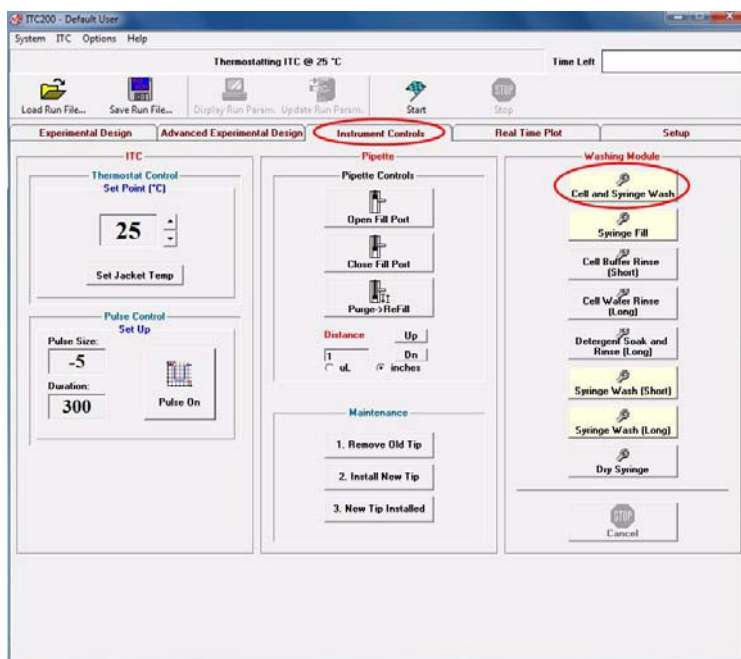 ITC200 - Default User
System ITC Options Help
Thermostatting ITC @ 25 °C
Time Left
Load Run File...
Save Run File...
Display Run Param.
Update Run Param.
Start
Stop
Experimental Design
Advanced Experimental Design
Instrument Controls
Real Time Plot
Setup
ITC
Thermostat Control
Set Point (°C)
25
Set Jacket Temp
Pulse Control
Set Up
Pulse Size:
-5
Duration:
300
Pulse On
Pipette
Pipette Controls
Open Fill Port
Close Fill Port
Purge->ReFill
Distance
Up
1
Dn
uL
inches
Maintenance
1. Remove Old Tip
2. Install New Tip
3. New Tip Installed
Washing Module
Cell and Syringe Wash
Syringe Fill
Cell Buffer Rinse
(Short)
Cell Water Rinse
(Long)
Detergent Soak and
Rinse (Long)
Syringe Wash (Short)
Syringe Wash (Long)
Dry Syringe
STOP
Cancel